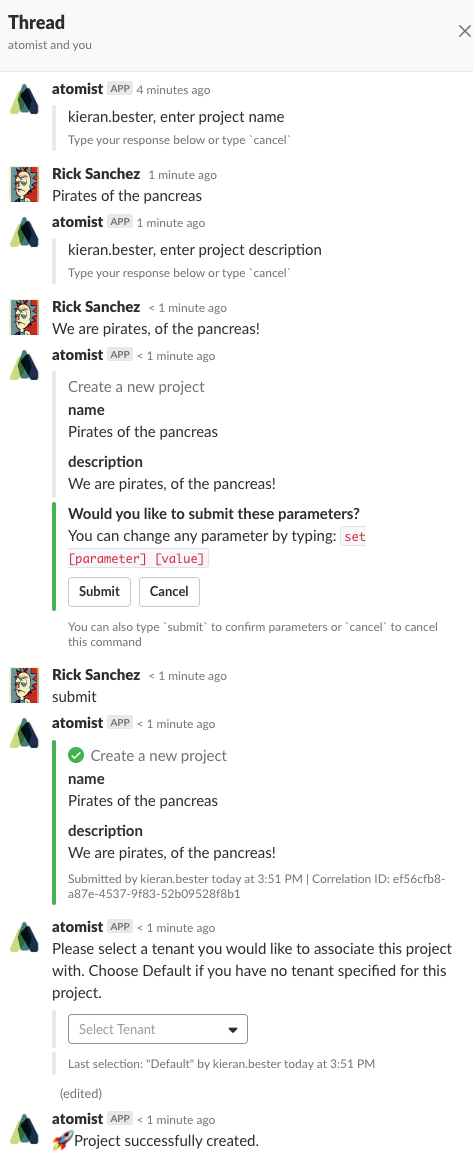 Thread
atomist and you
atomist APP 4 minutes ago
kieran.bester, enter project name
Type your response below or type `cancel`
Rick Sanchez 1 minute ago
Pirates of the pancreas
atomist APP 1 minute ago
kieran.bester, enter project description
Type your response below or type `cancel`
Rick Sanchez < 1 minute ago
We are pirates, of the pancreas!
atomist APP < 1 minute ago
Create a new project
name
Pirates of the pancreas
description
We are pirates, of the pancreas!
Would you like to submit these parameters?
You can change any parameter by typing: set
[parameter] [value]
Submit Cancel
You can also type `submit` to confirm parameters or `cancel` to cancel
this command
Rick Sanchez < 1 minute ago
submit
atomist APP < 1 minute ago
Create a new project
name
Pirates of the pancreas
description
We are pirates, of the pancreas!
Submitted by kieran.bester today at 3:51 PM | Correlation ID: ef56cfb8-
a87e-4537-9f83-52b09528f8b1
atomist APP < 1 minute ago
Please select a tenant you would like to associate this project
with. Choose Default if you have no tenant specified for this
project.
Select Tenant
Last selection: "Default" by kieran.bester today at 3:51 PM
(edited)
atomist APP < 1 minute ago
🚀Project successfully created.